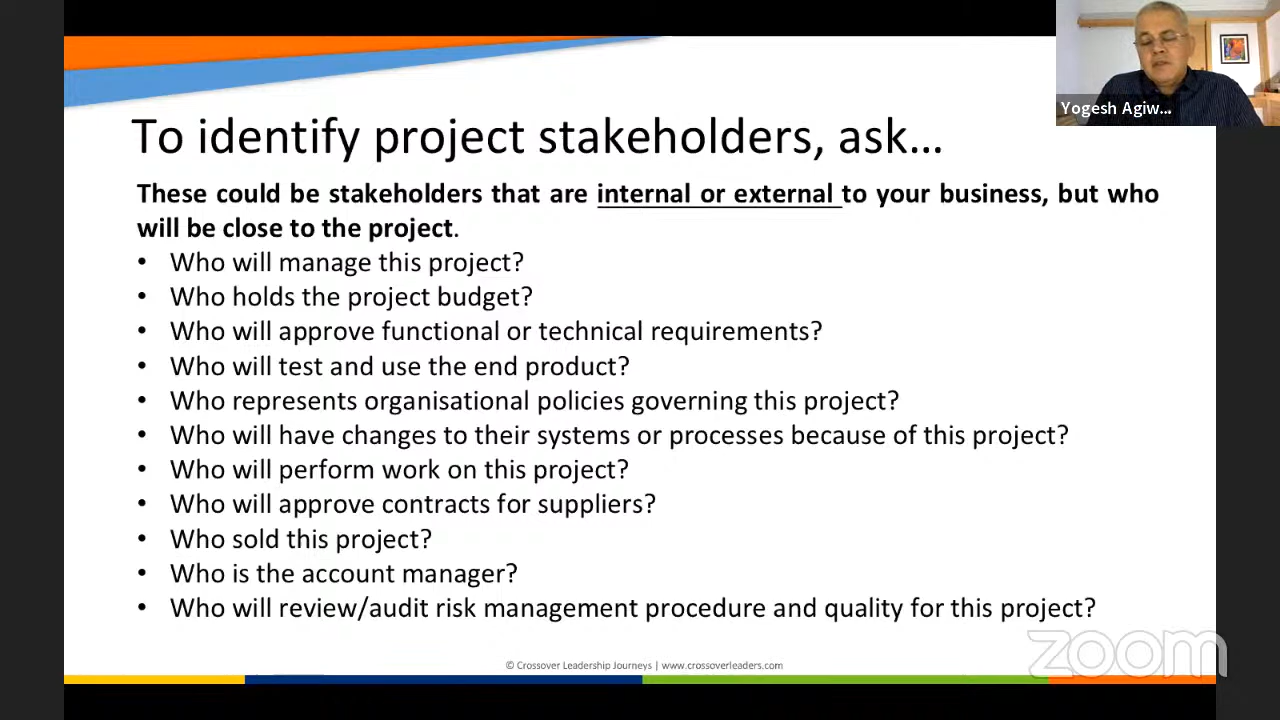 Yogesh Agiw...
To identify project stakeholders, ask...
These could be stakeholders that are internal or external to your business, but who
will be close to the project.
• Who will manage this project?
• Who holds the project budget?
• Who will approve functional or technical requirements?
• Who will test and use the end product?
• Who represents organisational policies governing this project?
• Who will have changes to their systems or processes because of this project?
• Who will perform work on this project?
• Who will approve contracts for suppliers?
• Who sold this project?
• Who is the account manager?
• Who will review/audit risk management procedure and quality for this project?
zoom
© Crossover Leadership Journeys | www.crossoverleaders.com